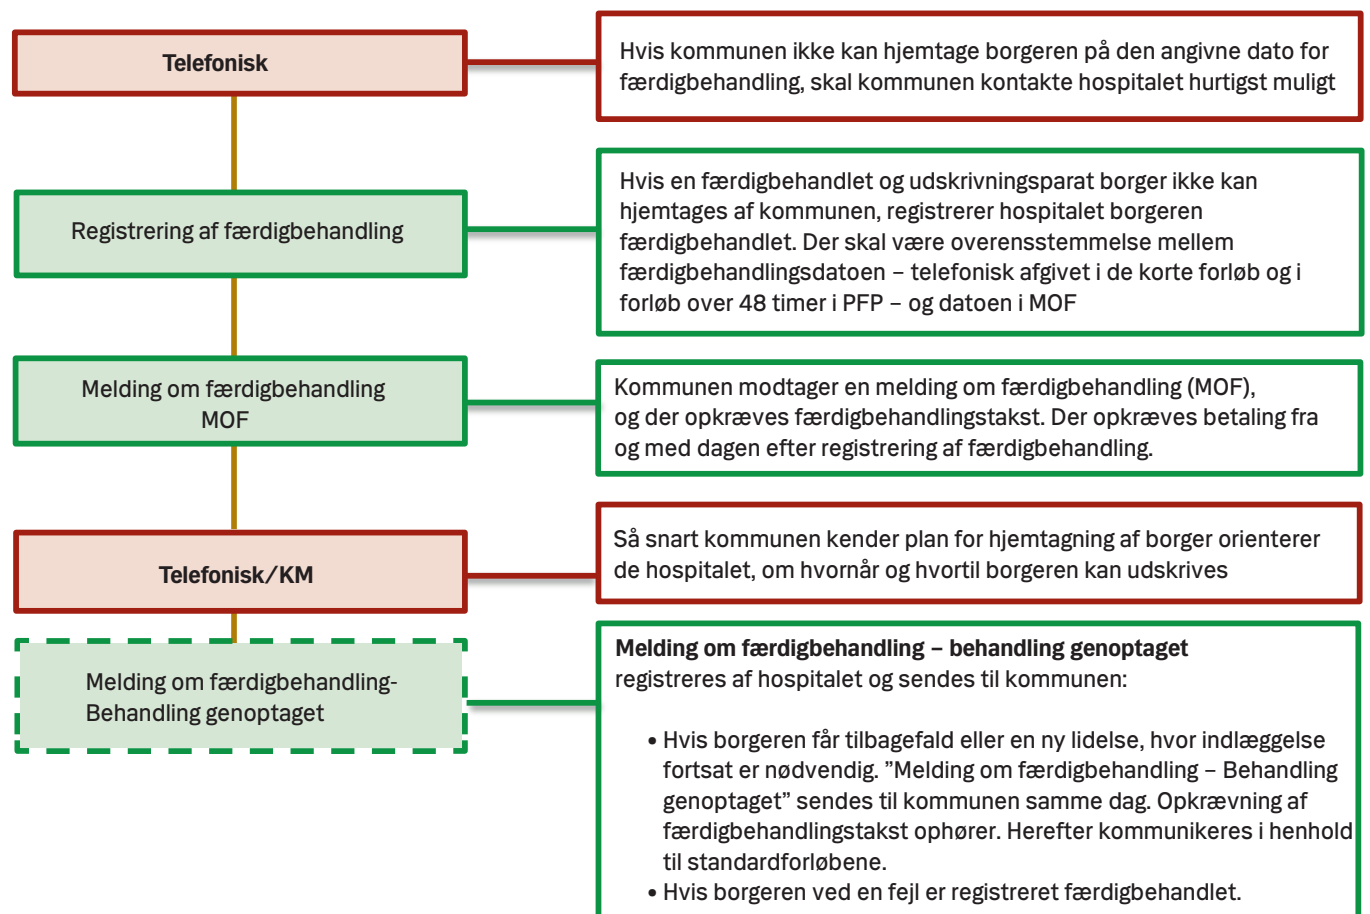 Telefonisk
Hvis kommunen ikke kan hjemtage borgeren på den angivne dato for
færdigbehandling, skal kommunen kontakte hospitalet hurtigst muligt
Registrering af færdigbehandling
Hvis en færdigbehandlet og udskrivningsparat borger ikke kan
hjemtages af kommunen, registrerer hospitalet borgeren
færdigbehandlet. Der skal være overensstemmelse mellem
færdigbehandlingsdatoen – telefonisk afgivet i de korte forløb og i
forløb over 48 timer i PFP – og datoen i MOF
Melding om færdigbehandling
MOF
Kommunen modtager en melding om færdigbehandling (MOF),
og der opkræves færdigbehandlingstakst. Der opkræves betaling fra
og med dagen efter registrering af færdigbehandling.
Telefonisk/KM
Så snart kommunen kender plan for hjemtagning af borger orienterer
de hospitalet, om hvornår og hvortil borgeren kan udskrives
Melding om færdigbehandling-
Behandling genoptaget
Melding om færdigbehandling – behandling genoptaget
registreres af hospitalet og sendes til kommunen:
• Hvis borgeren får tilbagefald eller en ny lidelse, hvor indlæggelse
fortsat er nødvendig. ”Melding om færdigbehandling – Behandling
genoptaget” sendes til kommunen samme dag. Opkrævning af
færdigbehandlingstakst ophører. Herefter kommunikeres i henhold
til standardforløbene.
• Hvis borgeren ved en fejl er registreret færdigbehandlet.